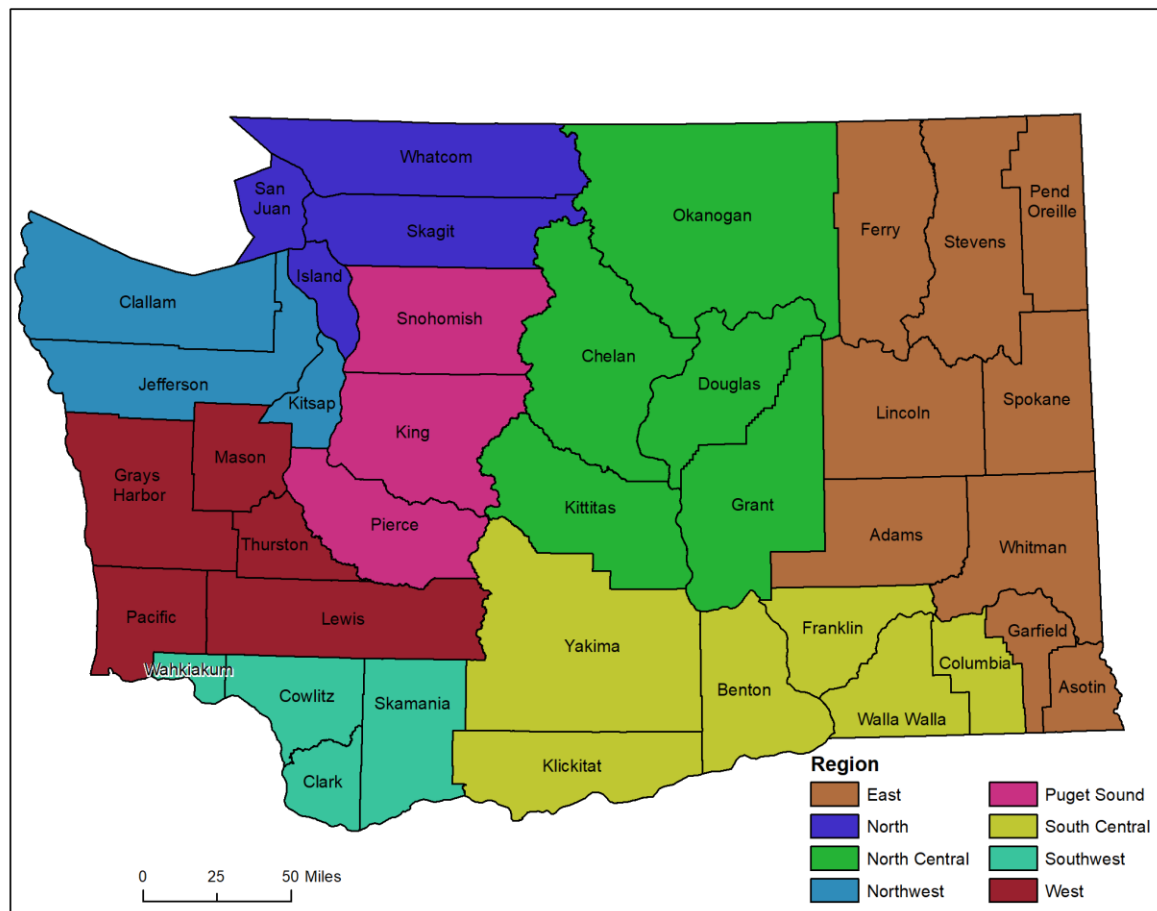 Whatcom
San
Juan
Skagit
Okanogan
Ferry
Stevens
Pend
Oreille
Island
Clallam
Snohomish
Chelan
Jefferson
Kitsap
Douglas
Lincoln
Spokane
King
Mason
Grays
Harbor
Kittitas
Grant
Pierce
Thurston
Adams
Whitman
Pacific
Lewis
Yakima
Franklin
Garfield
Wahkiakum
Cowlitz
Skamania
Benton
Columbia
Asotin
Walla Walla
Clark
Klickitat
Region
East
North
North Central
Northwest
Puget Sound
South Central
Southwest
West
0 25 50 Miles